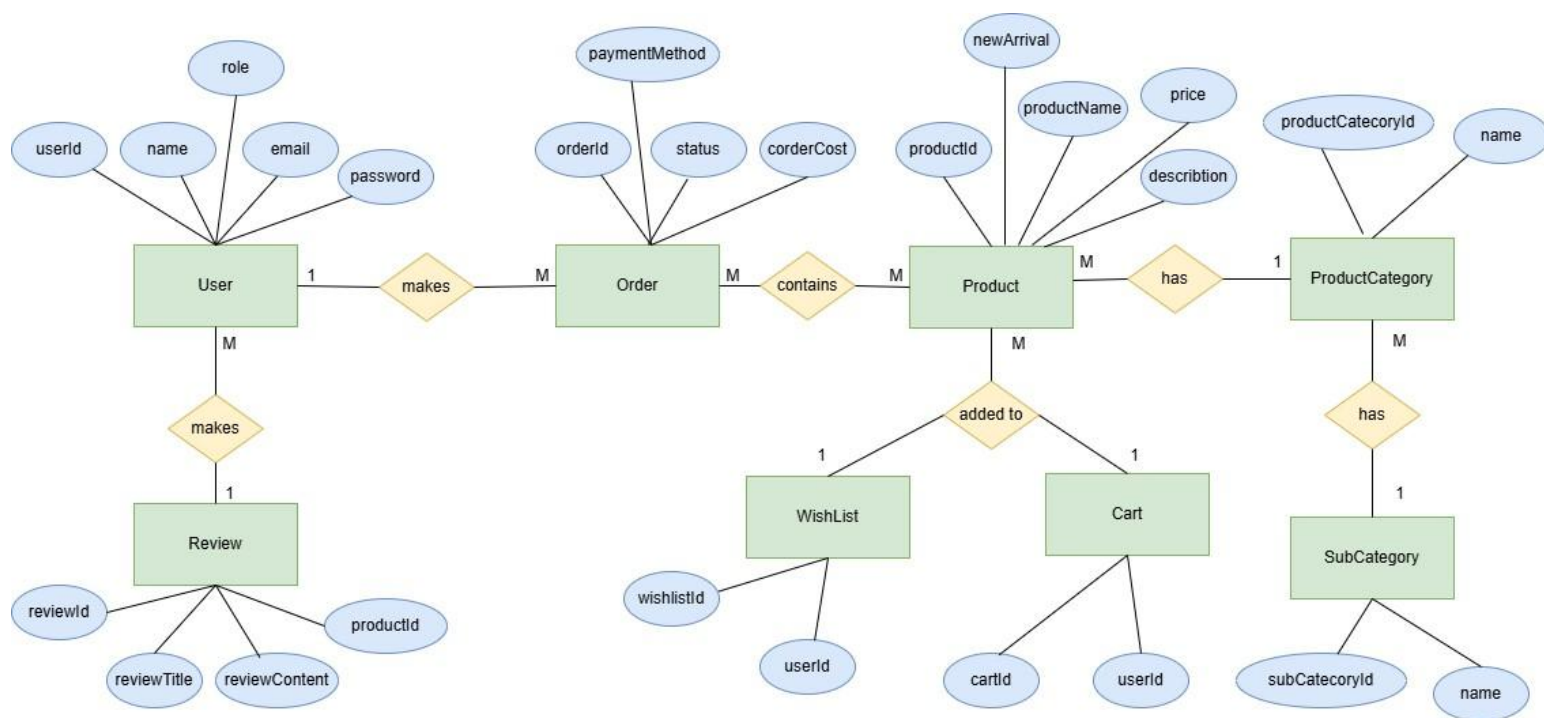 newArrival
paymentMethod
role
productName
price
productCatecoryId
name
userId
name
email
orderId
status
corderCost
productId
password
describtion
User
1
makes
M
Order
M
contains
M
Product
M
has
1
ProductCategory
M
M
M
makes
added to
has
1
1
1
1
Review
WishList
Cart
SubCategory
reviewId
productId
wishlistId
reviewTitle
reviewContent
userId
cartId
userId
subCatecoryId
name